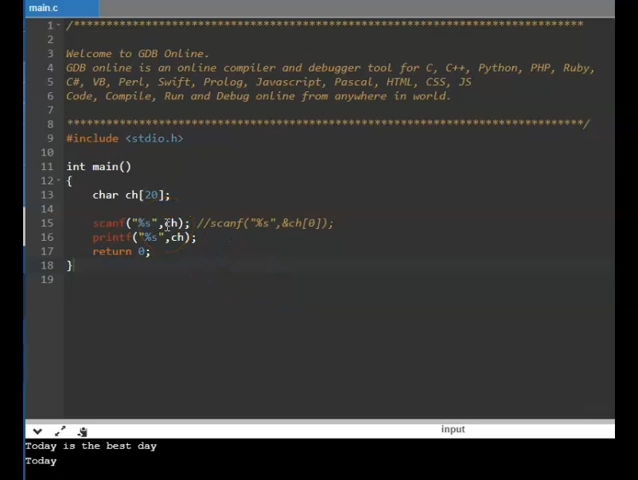 main.c
1 /******************************************************************************
2
3 Welcome to GDB Online.
4 GDB online is an online compiler and debugger tool for C, C++, Python, PHP, Ruby,
5 C#, VB, Perl, Swift, Prolog, Javascript, Pascal, HTML, CSS, JS
6 Code, Compile, Run and Debug online from anywhere in world.
7
8 *******************************************************************************/
9 #include <stdio.h>
10
11 int main()
12 {
13 char ch[20];
14
15 scanf("%s",ch); //scanf("%s",&ch[0]);
16 printf("%s",ch);
17 return 0;
18 }
19
input
Today is the best day
Today